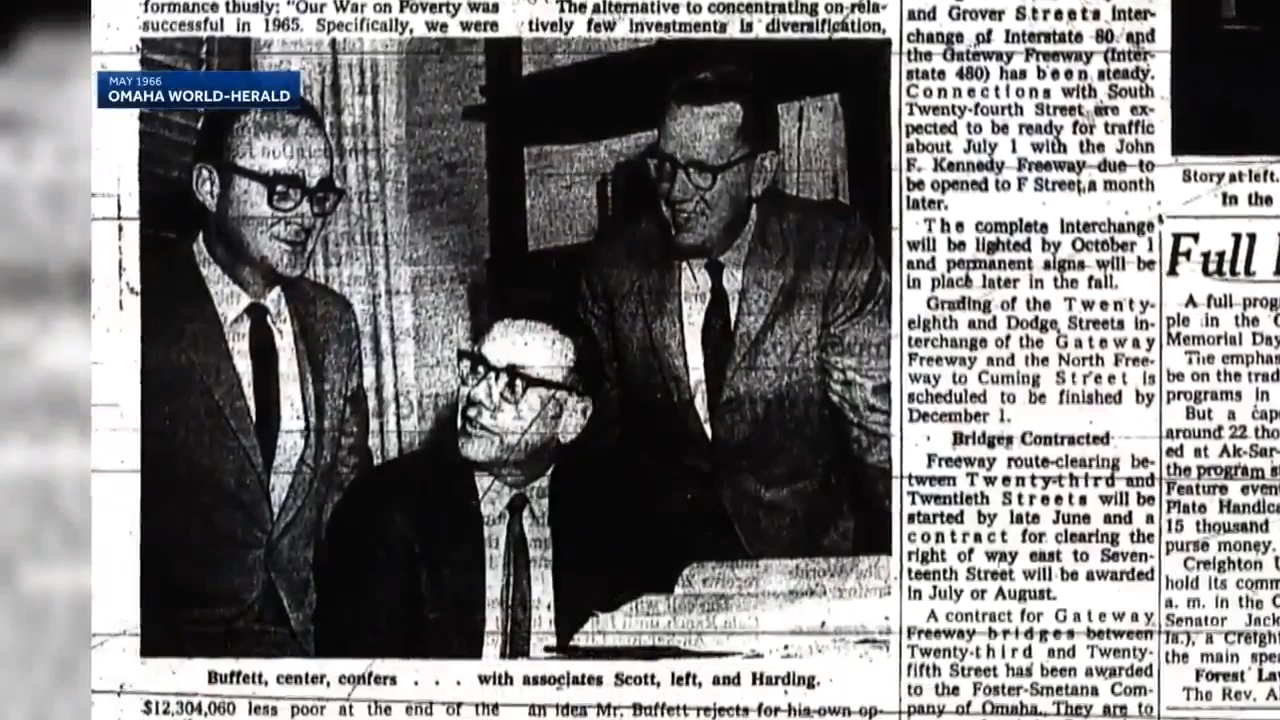 formance thusly: "Our War on Poverty was
successful in 1965. Specifically, we were
The alternative to concentrating on rela-
tively few investments is diversification,
MAY 1966
OMAHA WORLD-HERALD
Buffett, center, confers . . . with associates Scott, left, and Harding.
$12,304,060 less poor at the end of the
an idea Mr. Buffett rejects for his own op-
and Grover Streets Inter-
change of Interstate 80 and
the Gateway Freeway (Inter-
state 480) has been steady.
Connections with South
Twenty-fourth Street are ex-
pected to be ready for traffic
about July 1 with the John
F. Kennedy Freeway due to
be opened to F Street a month
later.
The complete interchange
will be lighted by October 1
and permanent signs will be
in place later in the fall.
Grading of the Twenty-
eighth and Dodge Streets in-
terchange of the Gateway
Freeway and the North Free-
way to Cuming Street is
scheduled to be finished by
December 1.
Bridges Contracted
Freeway route-clearing be-
tween Twenty-third and
Twentieth Streets will be
started by late June and a
contract for clearing the
right of way east to Seven-
teenth Street will be awarded
in July or August.
A contract for Gateway
Freeway bridges between
Twenty-third and Twenty-
fifth Street has been awarded
to the Foster-Smetana Com-
pany of Omaha. They are to
Story at left.
In the
Full
A full prog
ple in the
Memorial Day
The emphas
be on the trad
programs in
But a cap
around 22 tho
ed at Ak-Sar-
the program s
Feature even
Plate Handic
15 thousand
purse money.
Creighton U
hold its comm
a. m. in the C
Senator Jack
Ia.), a Creigh
the main spe
Forest La
The Rev. A